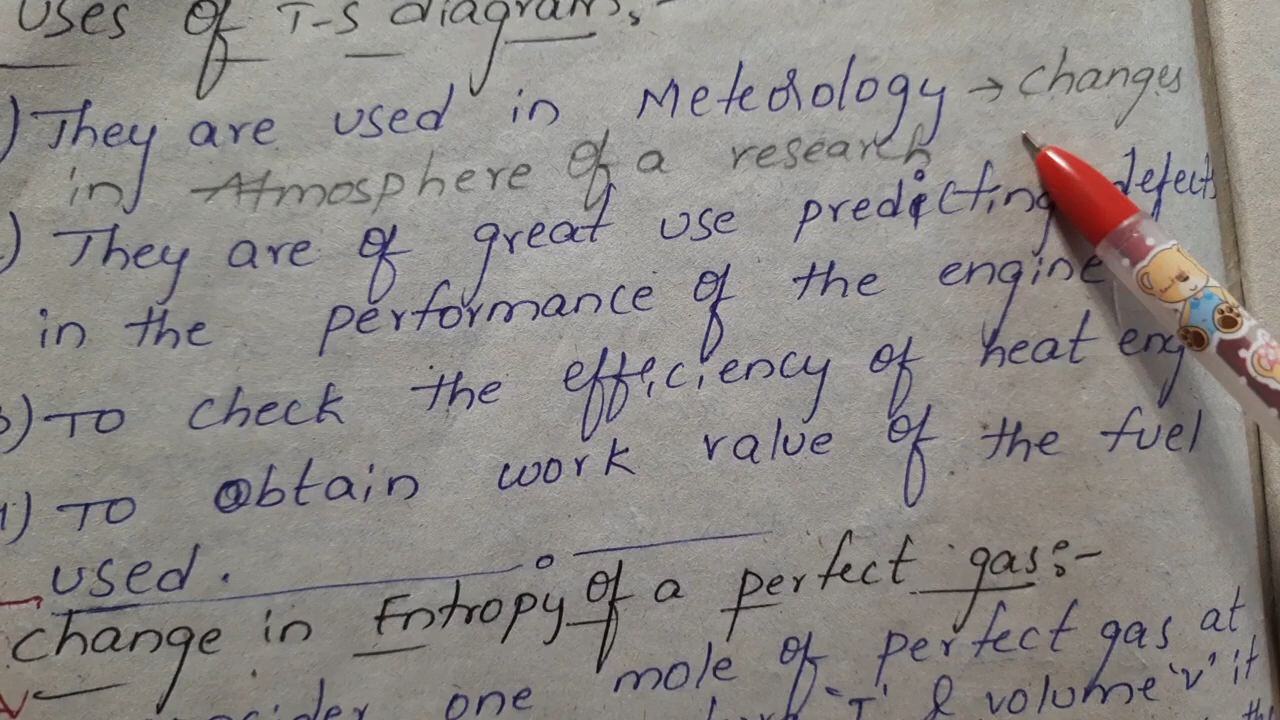 Uses of T-S diagrams:-
) They are used in Meteorology → changes
in Atmosphere of a research
) They are of great use predicting defects
in the performance of the engine
3) To check the efficiency of heat eng
4) To obtain work value of the fuel
used.
Change in Entropy of a perfect gas:-
one mole of perfect gas at
'T' & volume 'v' it